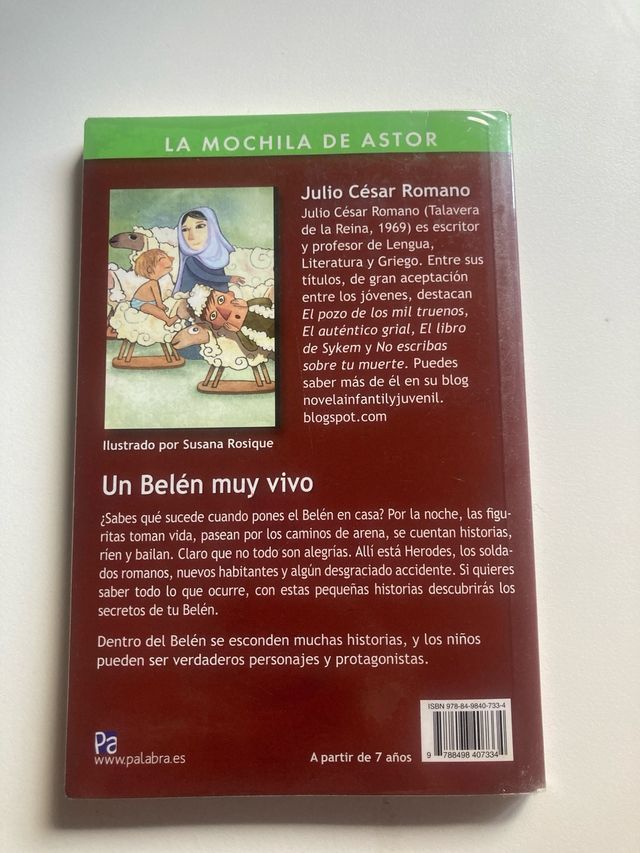 LA MOCHILA DE ASTOR
Julio César Romano
Julio César Romano (Talavera
de la Reina, 1969) es escritor
y profesor de Lengua,
Literatura y Griego. Entre sus
títulos, de gran aceptación
entre los jóvenes, destacan
El pozo de los mil truenos,
El auténtico grial, El libro
de Sykem y No escribas
sobre tu muerte. Puedes
saber más de él en su blog
novelainfantilyjuvenil.
blogspot.com
Ilustrado por Susana Rosique
Un Belén muy vivo
¿Sabes qué sucede cuando pones el Belén en casa? Por la noche, las figu-
ritas toman vida, pasean por los caminos de arena, se cuentan historias,
ríen y bailan. Claro que no todo son alegrías. Allí está Herodes, los solda-
dos romanos, nuevos habitantes y algún desgraciado accidente. Si quieres
saber todo lo que ocurre, con estas pequeñas historias descubrirás los
secretos de tu Belén.
Dentro del Belén se esconden muchas historias, y los niños
pueden ser verdaderos personajes y protagonistas.
Pa
www.palabra.es
A partir de 7 años
ISBN 978-84-9840-733-4
9 788498 407334